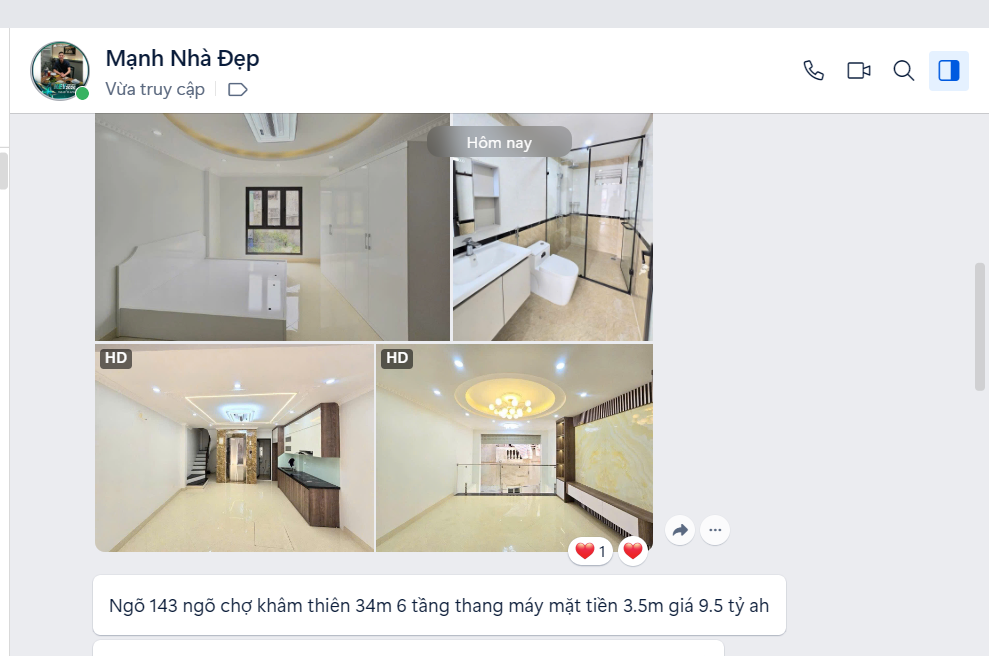 Mạnh Nhà Đẹp
Vừa truy cập
Hôm nay
HD
HD
1
Ngõ 143 ngõ chợ khâm thiên 34m 6 tầng thang máy mặt tiền 3.5m giá 9.5 tỷ ah